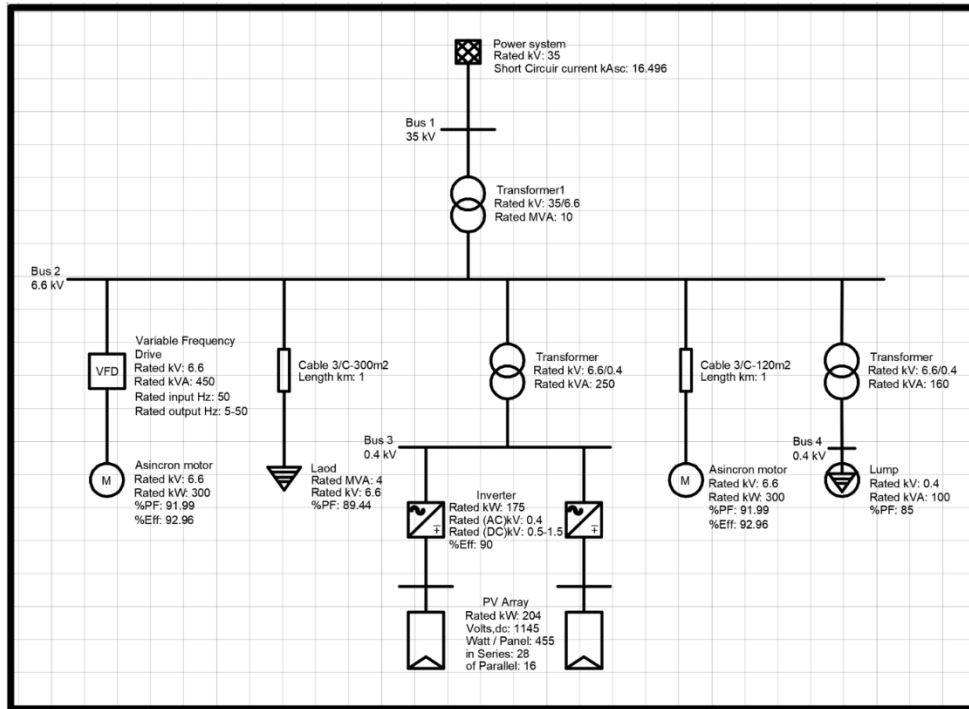 Power system
Rated kV: 35
Short Circuir current kAsc: 16.496
Bus 1
35 kV
Transformer1
Rated kV: 35/6.6
Rated MVA: 10
Bus 2
6.6 kV
Variable Frequency
Drive
Rated kV: 6.6
Rated kVA: 450
Rated input Hz: 50
Rated output Hz: 5-50
VFD
Cable 3/C-300m2
Length km: 1
Transformer
Rated kV: 6.6/0.4
Rated kVA: 250
Cable 3/C-120m2
Length km: 1
Transformer
Rated kV: 6.6/0.4
Rated kVA: 160
Bus 3
0.4 kV
Bus 4
0.4 kV
M
Asincron motor
Rated kV: 6.6
Rated kW: 300
%PF: 91.99
%Eff: 92.96
Laod
Rated MVA: 4
Rated kV: 6.6
%PF: 89.44
Inverter
Rated kW: 175
Rated (AC)kV: 0.4
Rated (DC)kV: 0.5-1.5
%Eff: 90
M
Asincron motor
Rated kV: 6.6
Rated kW: 300
%PF: 91.99
%Eff: 92.96
Lump
Rated kV: 0.4
Rated kVA: 100
%PF: 85
PV Array
Rated kW: 204
Volts,dc: 1145
Watt / Panel: 455
in Series: 28
of Parallel: 16